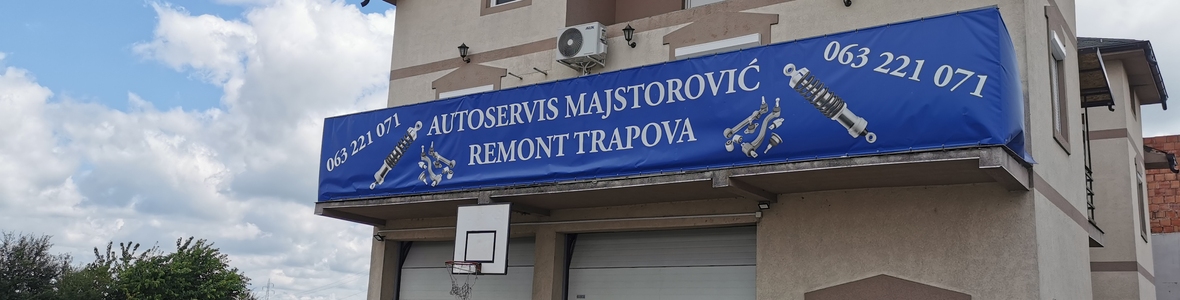 063 221 071
AUTOSERVIS MAJSTOROVIĆ
REMONT TRAPOVA
063 221 071